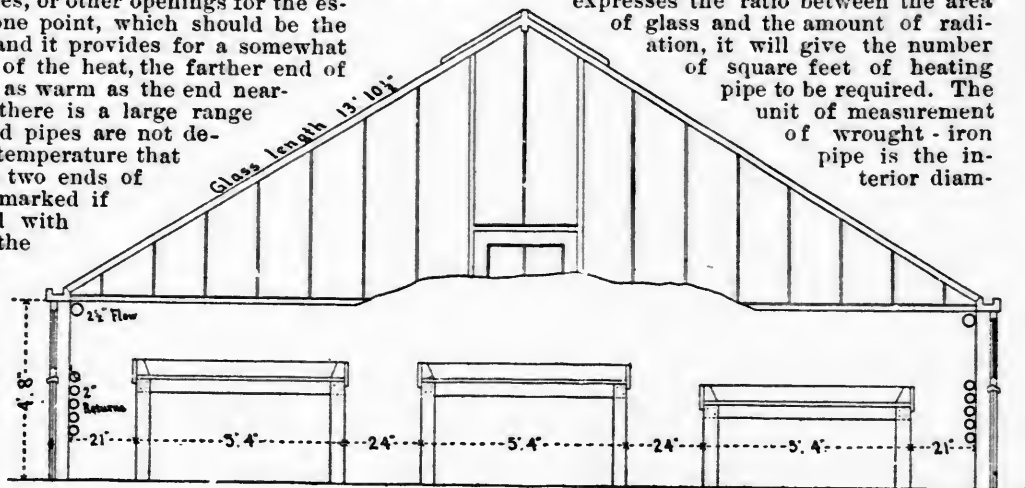 es, or other openings for the es-
one point, which should be the
and it provides for a somewhat
of the heat, the farther end of
as warm as the end near-
there is a large range
d pipes are not de-
temperature that
two ends of
marked if
d with
the
expresses the ratio between the area
of glass and the amount of radi-
ation, it will give the number
of square feet of heating
pipe to be required. The
unit of measurement
of wrought-iron
pipe is the in-
terior diam-
Glass length 13' 10½"
2½" Flow
4'.8"
2"
Returns
21" 5'.4" 24" 5'.4" 24" 5'.4" 21"